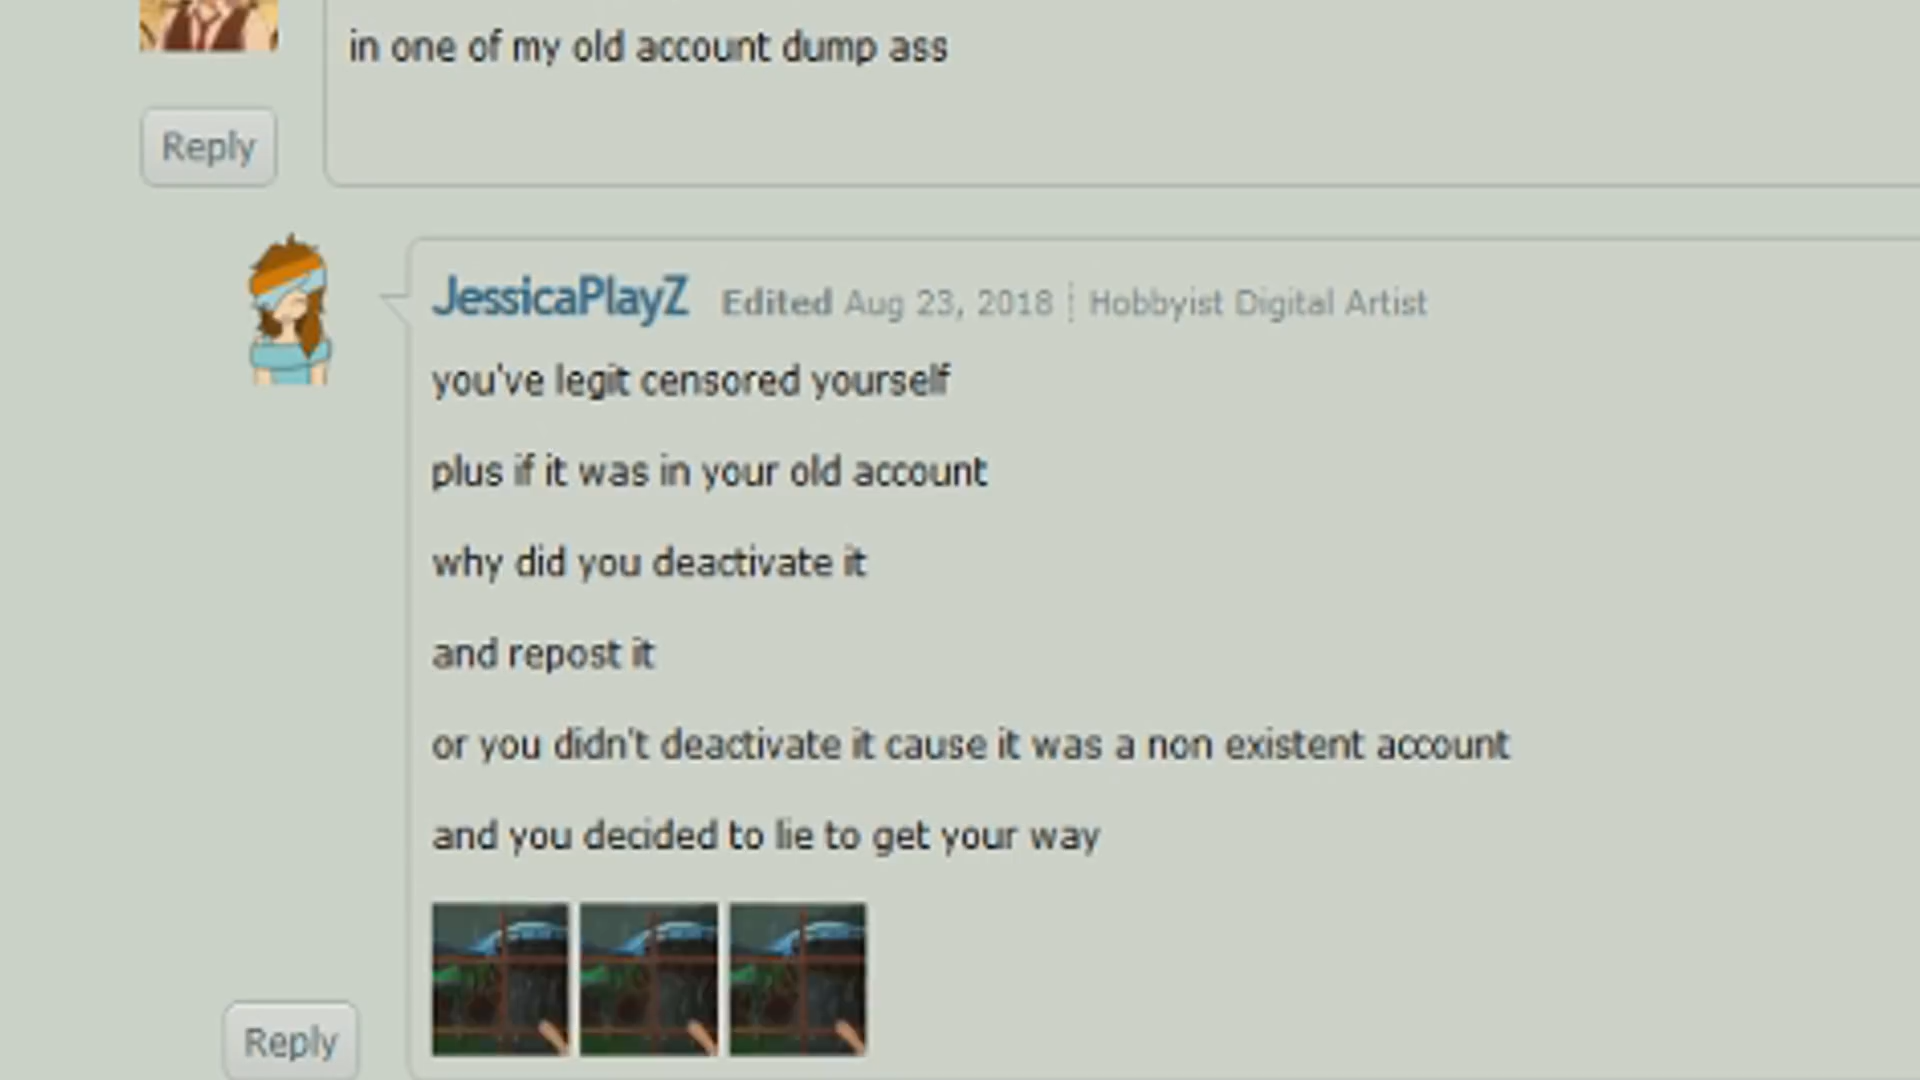 in one of my old account dump ass
Reply
JessicaPlayZ Edited Aug 23, 2018 Hobbyist Digital Artist
you've legit censored yourself
plus if it was in your old account
why did you deactivate it
and repost it
or you didn't deactivate it cause it was a non existent account
and you decided to lie to get your way
Reply